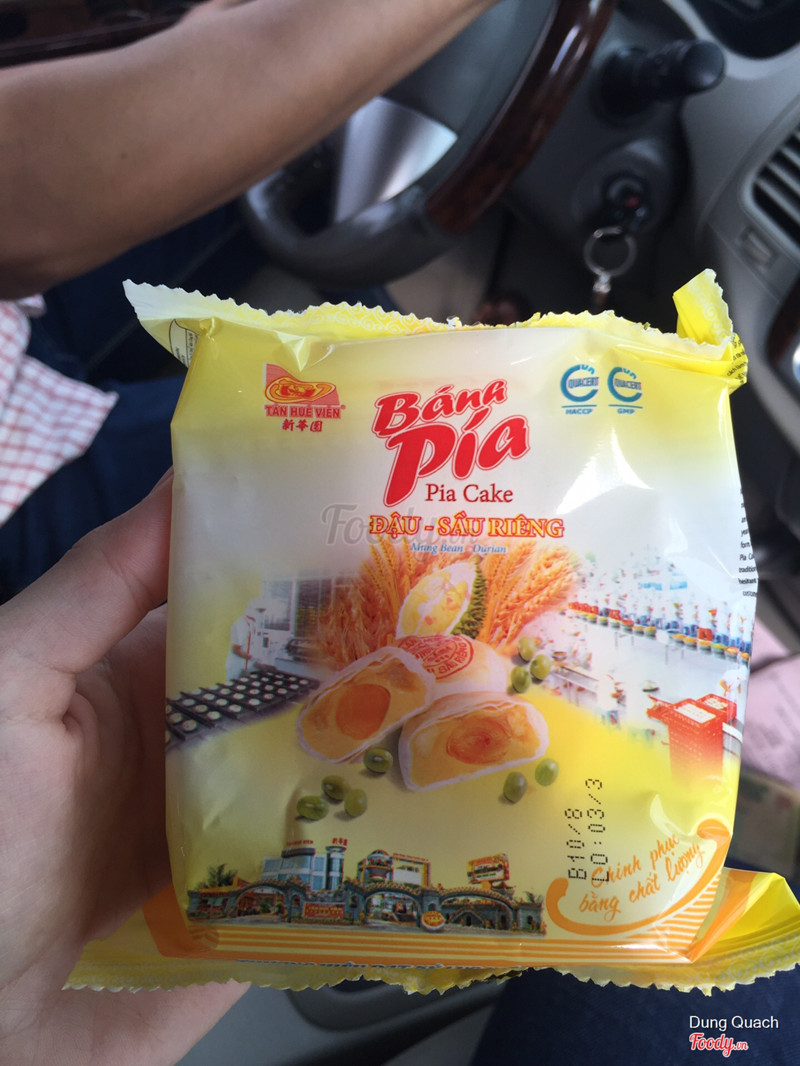 TÂN HUÊ VIÊN®
新華園
Bánh
Pía
Pia Cake
ĐẬU - SẦU RIÊNG
Mung Bean - Durian
QUACERT
HACCP
QUACERT
GMP
Foody.vn
B10/8
L0:03/3
Chinh phục
bằng chất lượng
Dung Quach
Foody.vn